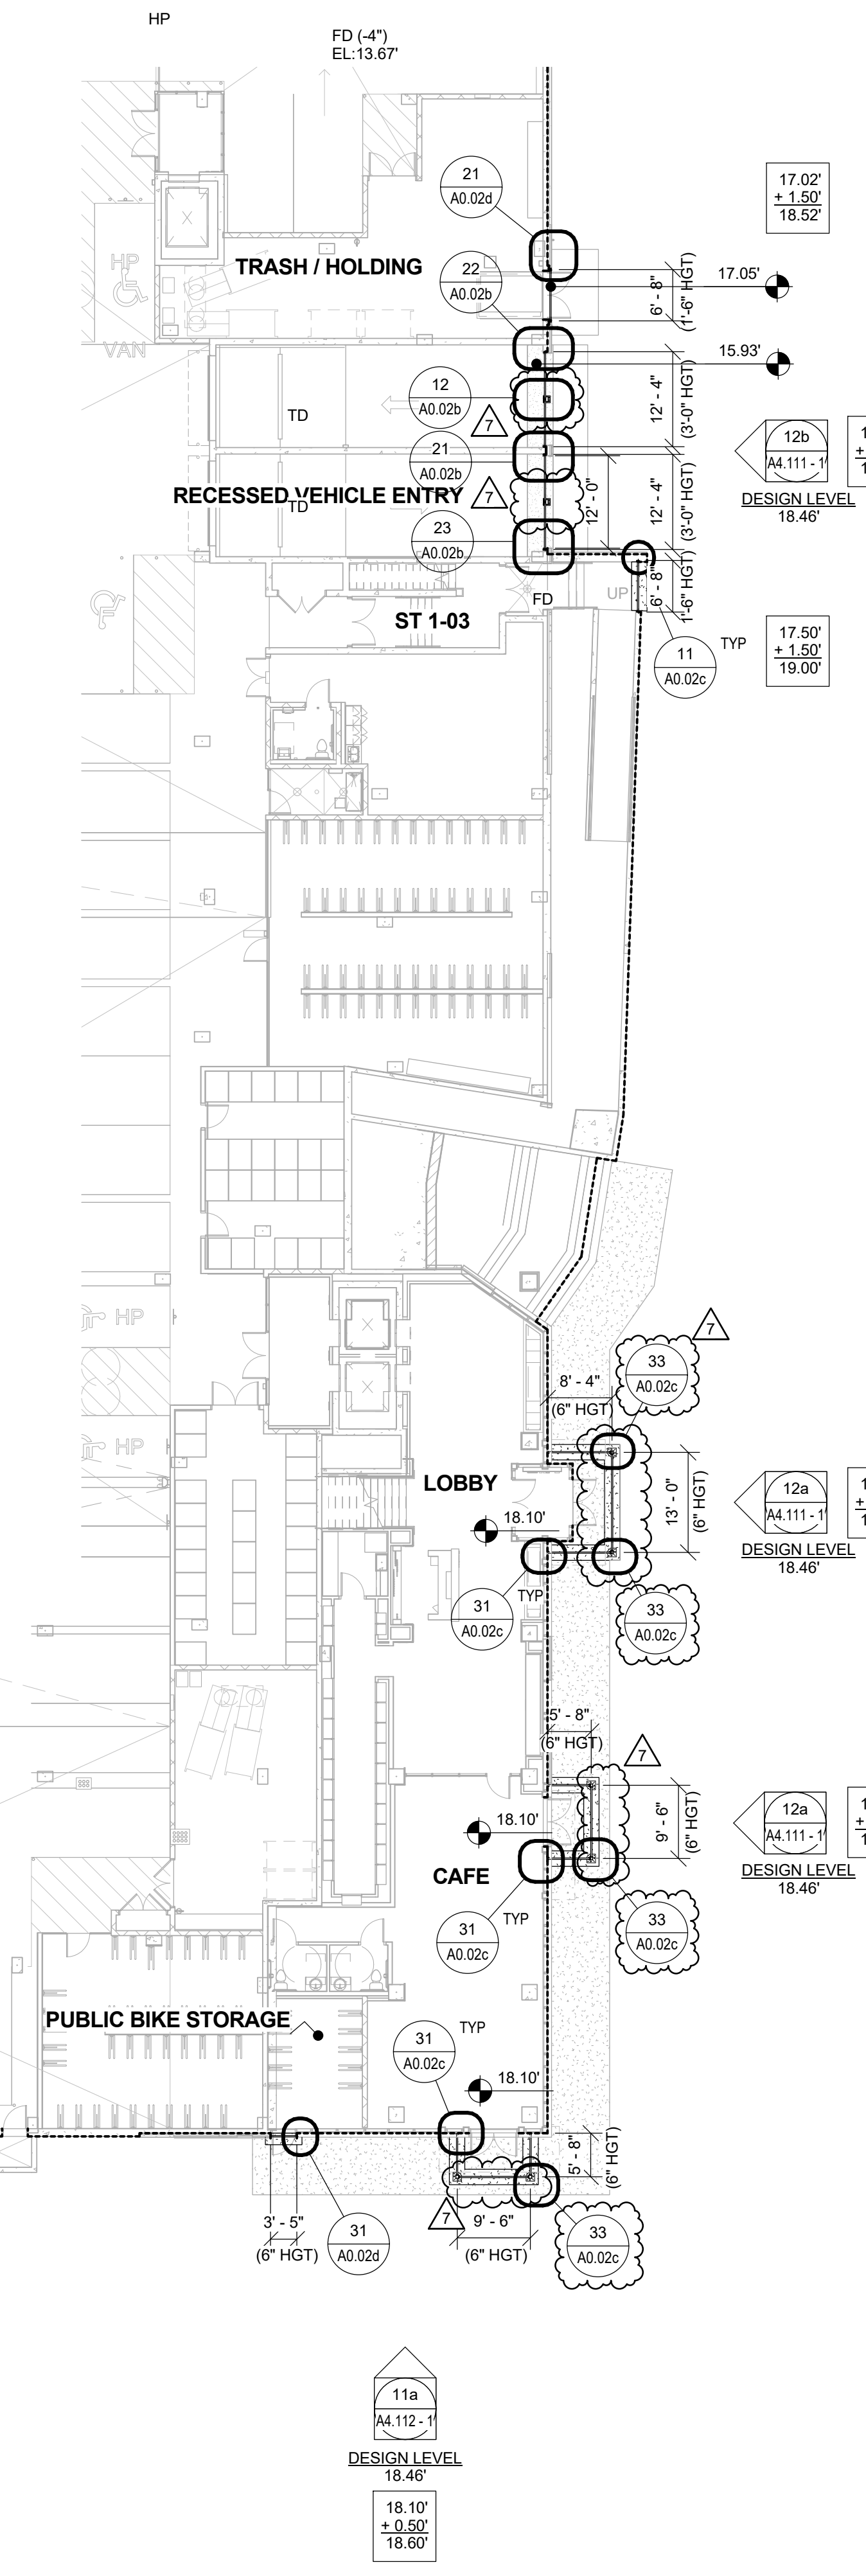 HP
FD (-4")
EL:13.67'
21
A0.02d
17.02'
+ 1.50'
18.52'
TRASH / HOLDING
HP
VAN
22
A0.02b
17.05'
6' - 8"
(1'-6" HGT)
15.93'
12
A0.02b
7
TD
12' - 4"
(3'-0" HGT)
21
A0.02b
12b
A4.111 - 1
DESIGN LEVEL
18.46'
RECESSED VEHICLE ENTRY
7
TD
12' - 0"
12' - 4"
(3'-0" HGT)
23
A0.02b
FD
UP
6' - 8"
1'-6" HGT)
ST 1-03
11
A0.02c
TYP
17.50'
+ 1.50'
19.00'
HP
7
33
A0.02c
8' - 4"
(6" HGT)
HP
LOBBY
18.10'
13' - 0"
(6" HGT)
12a
A4.111 - 1
DESIGN LEVEL
18.46'
TYP
31
A0.02c
33
A0.02c
5' - 8"
(6" HGT)
7
18.10'
9' - 6"
(6" HGT)
12a
A4.111 - 1
DESIGN LEVEL
18.46'
CAFE
31
A0.02c
TYP
33
A0.02c
PUBLIC BIKE STORAGE
31
A0.02c
TYP
18.10'
5' - 8"
(6" HGT)
3' - 5"
(6" HGT)
31
A0.02d
7
9' - 6"
(6" HGT)
33
A0.02c
11a
A4.112 - 1
DESIGN LEVEL
18.46'
18.10'
+ 0.50'
18.60'